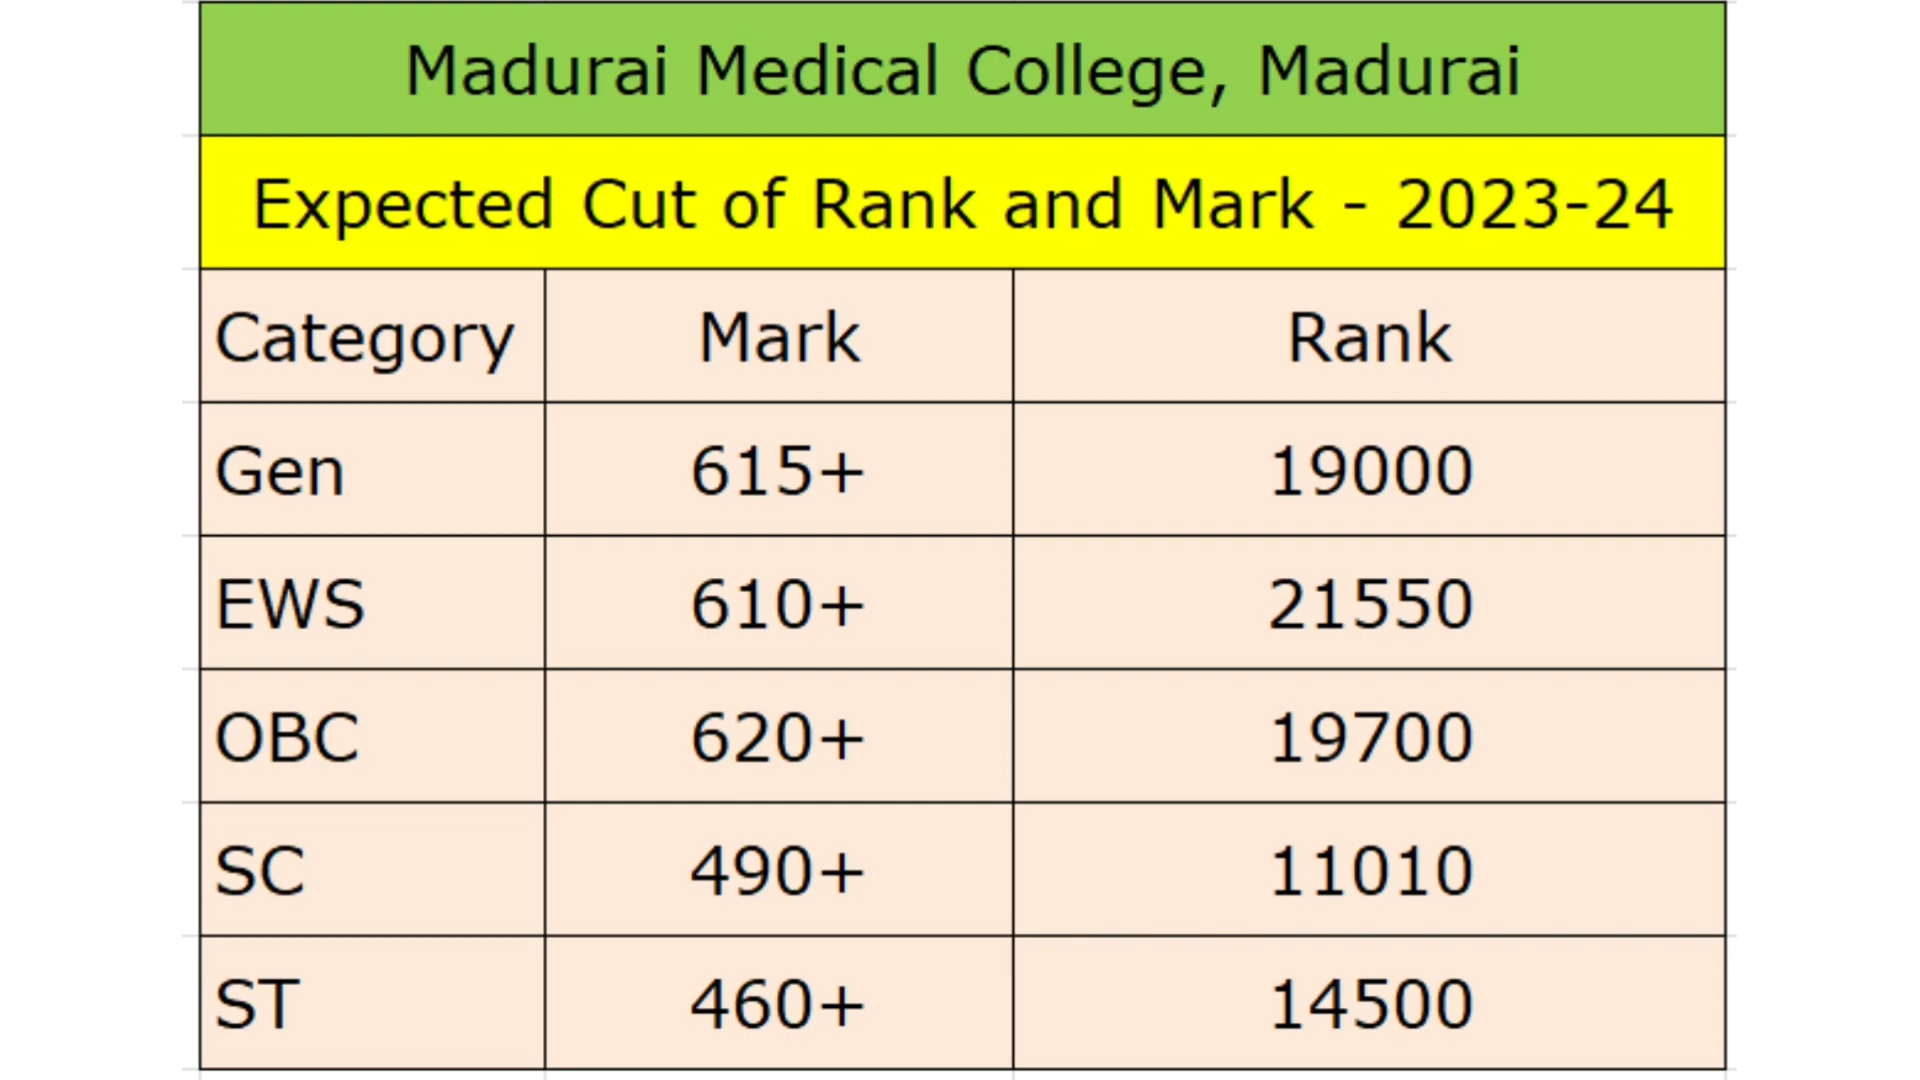 Madurai Medical College, Madurai
Expected Cut of Rank and Mark - 2023-24
Category Mark Rank
Gen 615+ 19000
EWS 610+ 21550
OBC 620+ 19700
SC 490+ 11010
ST 460+ 14500